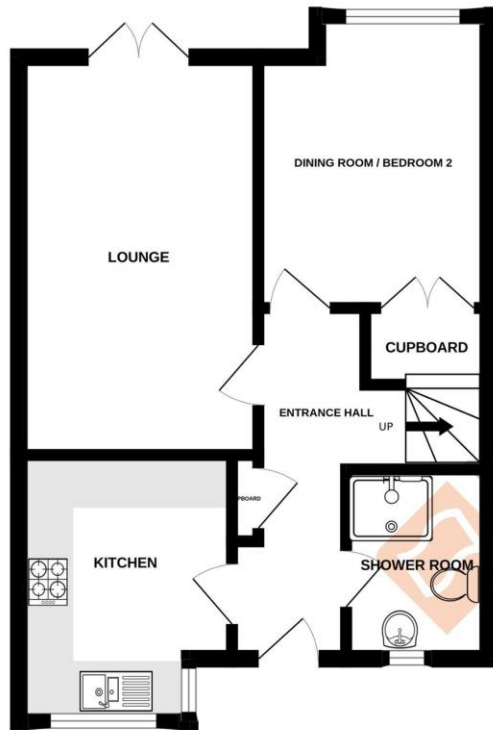 DINING ROOM / BEDROOM 2
LOUNGE
CUPBOARD
ENTRANCE HALL
UP
KITCHEN
SHOWER ROOM